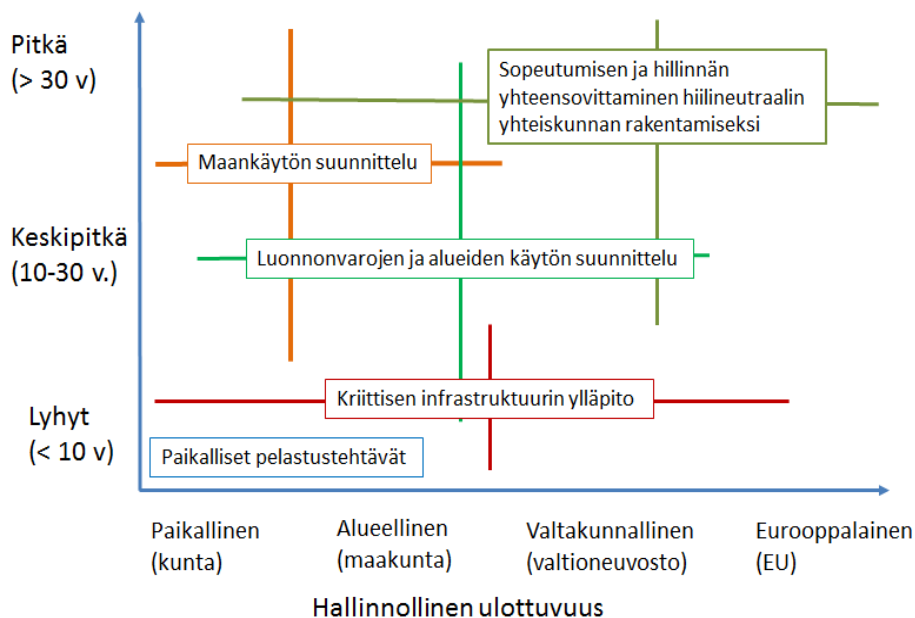 Pitkä
(> 30 v)
Sopeutumisen ja hillinnän
yhteensovittaminen hiilineutraalin
yhteiskunnan rakentamiseksi
Maankäytön suunnittelu
Keskipitkä
(10-30 v.)
Luonnonvarojen ja alueiden käytön suunnittelu
Kriittisen infrastruktuurin ylläpito
Lyhyt
(< 10 v)
Paikalliset pelastustehtävät
Paikallinen
(kunta)
Alueellinen
(maakunta)
Valtakunnallinen
(valtioneuvosto)
Eurooppalainen
(EU)
Hallinnollinen ulottuvuus